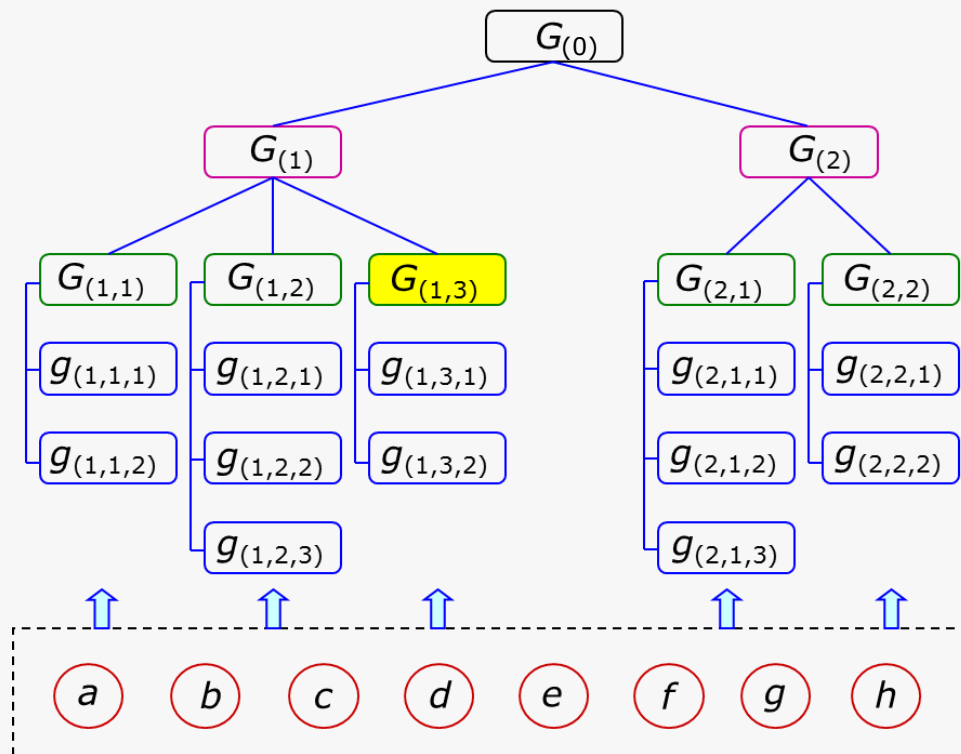 G(0)
G(1) G(2)
G(1,1) G(1,2) G(1,3) G(2,1) G(2,2)
g(1,1,1) g(1,2,1) g(1,3,1) g(2,1,1) g(2,2,1)
g(1,1,2) g(1,2,2) g(1,3,2) g(2,1,2) g(2,2,2)
g(1,2,3) g(2,1,3)
a b c d e f g h